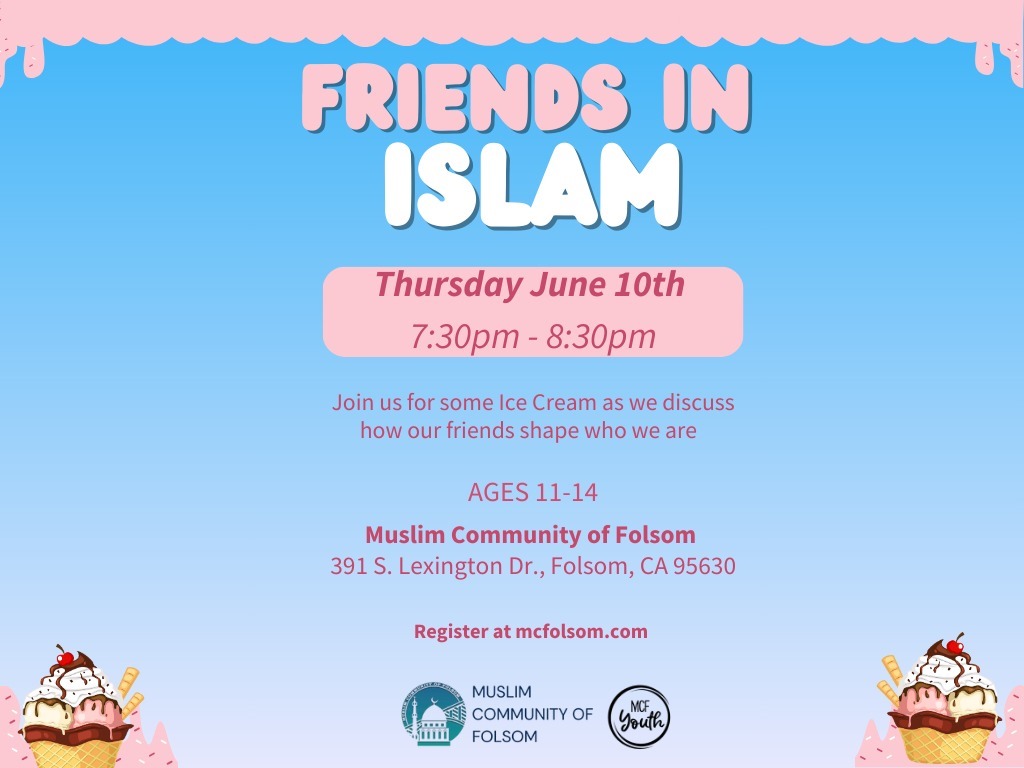 FRIENDS IN
ISLAM
Thursday June 10th
7:30pm - 8:30pm
Join us for some Ice Cream as we discuss
how our friends shape who we are
AGES 11-14
Muslim Community of Folsom
391 S. Lexington Dr., Folsom, CA 95630
Register at mcfolsom.com
MUSLIM
COMMUNITY OF
FOLSOM
MCF
Youth